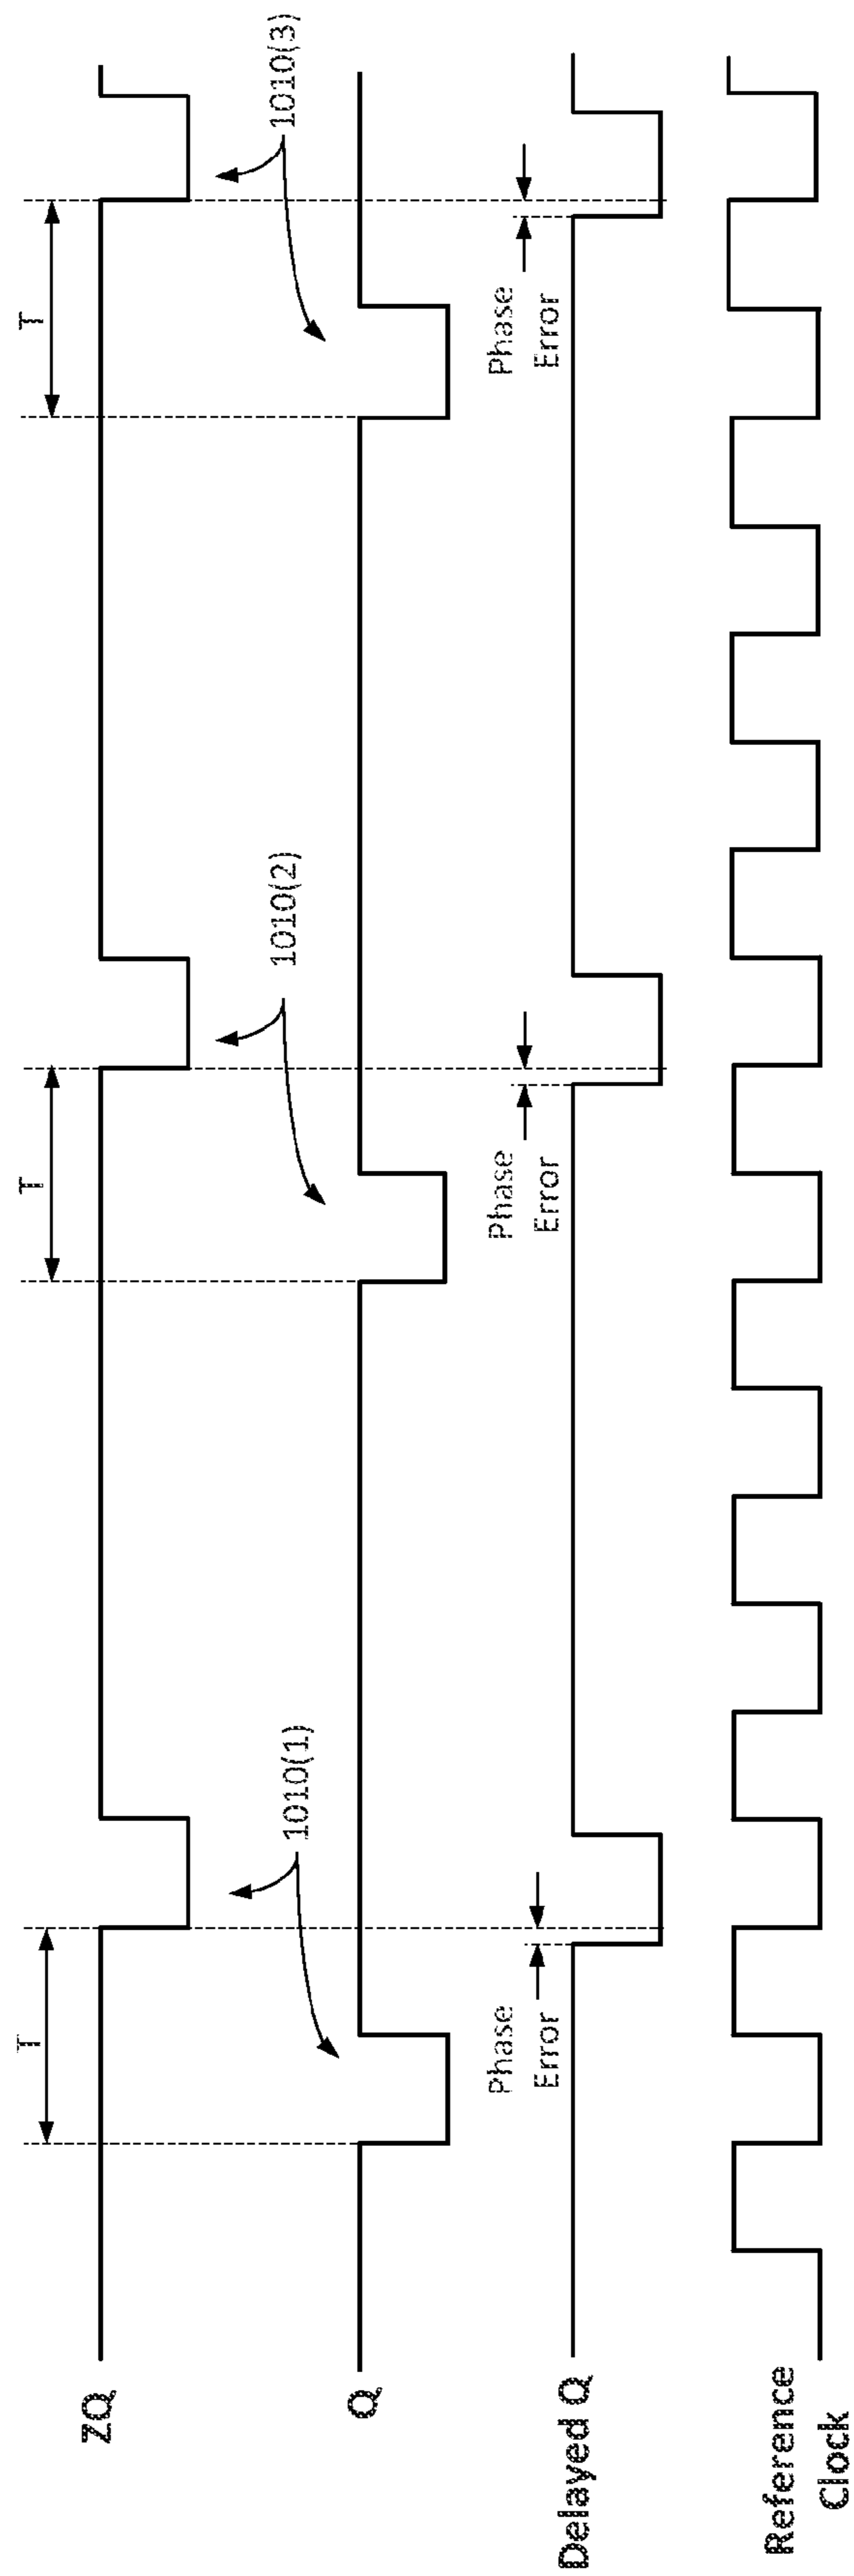 T
T
T
ZQ
1010(1)
1010(2)
1010(3)
Q
Phase
Error
Phase
Error
Phase
Error
Delayed Q
Reference
Clock